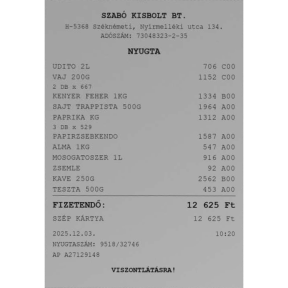 SZABÓ KISBOLT BT.
H-5368 Széknémeti, Nyírmelléki utca 134.
ADÓSZÁM: 73048323-2-35
NYUGTA
ÜDITO 2L 706 C00
VAJ 200G 1152 C00
2 DB x 667
KENYER FEHER 1KG 1334 B00
SAJT TRAPPISTA 500G 1964 A00
PAPRIKA KG 1312 A00
3 DB x 529
PAPIRZSEBKENDO 1587 A00
ALMA 1KG 547 A00
MOSOGATOSZER 1L 916 A00
ZSEMLE 92 A00
KAVE 250G 2562 B00
TESZTA 500G 453 A00
FIZETENDŐ: 12 625 Ft
SZÉP KÁRTYA 12 625 Ft
2025.12.03. 10:20
NYUGTASZÁM: 9518/32746
AP A27129148
VISZONTLÁTÁSRA!